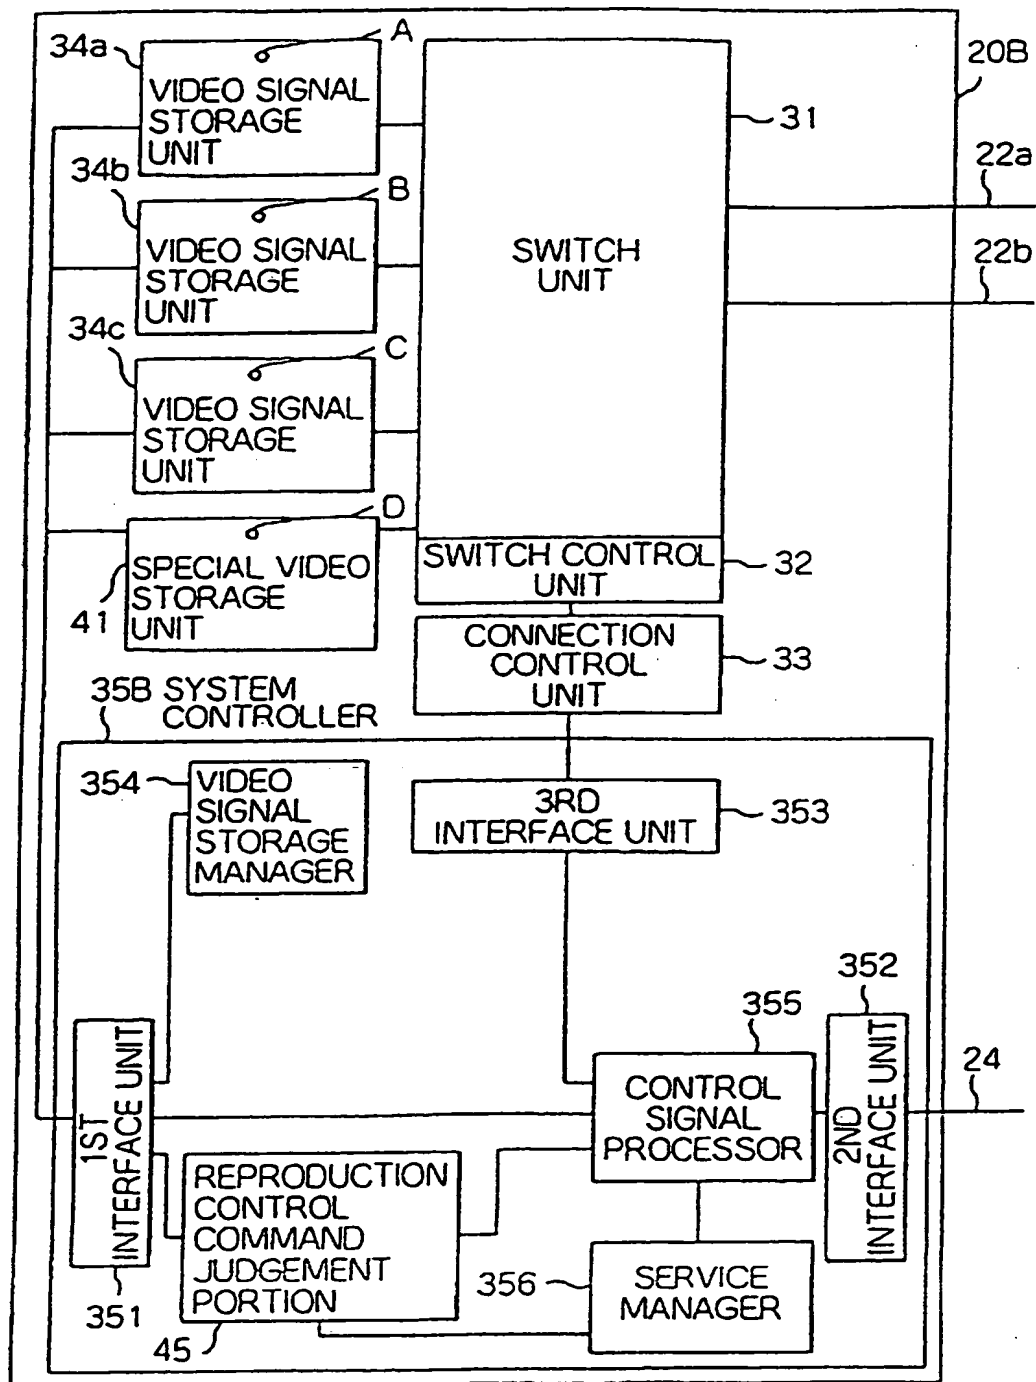 A
34a
VIDEO SIGNAL
STORAGE
UNIT
20B
31
22a
34b
B
VIDEO SIGNAL
STORAGE
UNIT
SWITCH
UNIT
22b
34c
C
VIDEO SIGNAL
STORAGE
UNIT
D
SPECIAL VIDEO
STORAGE
UNIT
41
SWITCH CONTROL
UNIT
32
CONNECTION
CONTROL
UNIT
33
35B SYSTEM
CONTROLLER
354
VIDEO
SIGNAL
STORAGE
MANAGER
3RD
INTERFACE UNIT
353
352
355
1ST
INTERFACE UNIT
CONTROL
SIGNAL
PROCESSOR
2ND
INTERFACE UNIT
24
REPRODUCTION
CONTROL
COMMAND
JUDGEMENT
PORTION
351
45
356
SERVICE
MANAGER